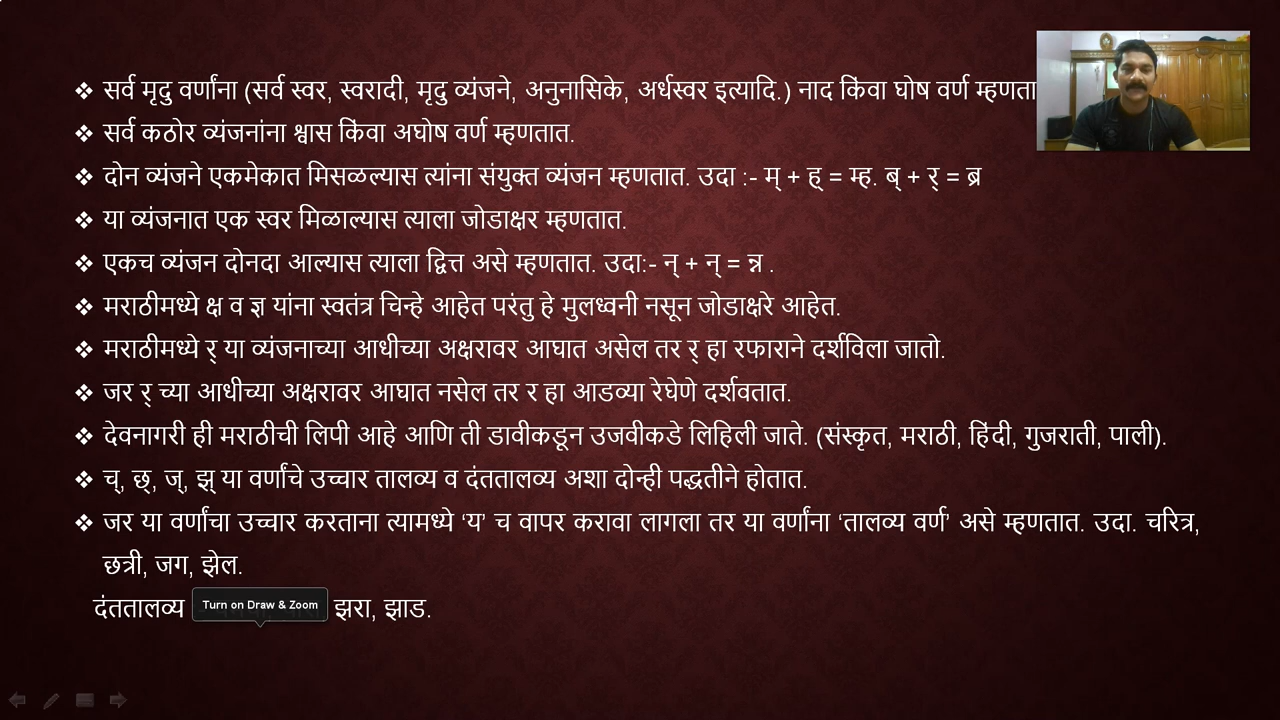 ❖ सर्व मृदु वर्णांना (सर्व स्वर, स्वरादी, मृदु व्यंजने, अनुनासिके, अर्धस्वर इत्यादि.) नाद किंवा घोष वर्ण म्हणता
❖ सर्व कठोर व्यंजनांना श्वास किंवा अघोष वर्ण म्हणतात.
❖ दोन व्यंजने एकमेकात मिसळल्यास त्यांना संयुक्त व्यंजन म्हणतात. उदा :- म् + ह् = म्ह. ब् + र् = ब्र
❖ या व्यंजनात एक स्वर मिळाल्यास त्याला जोडाक्षर म्हणतात.
❖ एकच व्यंजन दोनदा आल्यास त्याला द्वित्त असे म्हणतात. उदा:- न् + न् = न्न .
❖ मराठीमध्ये क्ष व ज्ञ यांना स्वतंत्र चिन्हे आहेत परंतु हे मुलध्वनी नसून जोडाक्षरे आहेत.
❖ मराठीमध्ये र् या व्यंजनाच्या आधीच्या अक्षरावर आघात असेल तर र् हा रफाराने दर्शविला जातो.
❖ जर र् च्या आधीच्या अक्षरावर आघात नसेल तर र हा आडव्या रेघेणे दर्शवतात.
❖ देवनागरी ही मराठीची लिपी आहे आणि ती डावीकडून उजवीकडे लिहिली जाते. (संस्कृत, मराठी, हिंदी, गुजराती, पाली).
❖ च्, छ्, ज्, झ् या वर्णांचे उच्चार तालव्य व दंततालव्य अशा दोन्ही पद्धतीने होतात.
❖ जर या वर्णांचा उच्चार करताना त्यामध्ये ‘य’ च वापर करावा लागला तर या वर्णांना ‘तालव्य वर्ण’ असे म्हणतात. उदा. चरित्र,
छत्री, जग, झेल.
दंततालव्य Turn on Draw & Zoom झरा, झाड.